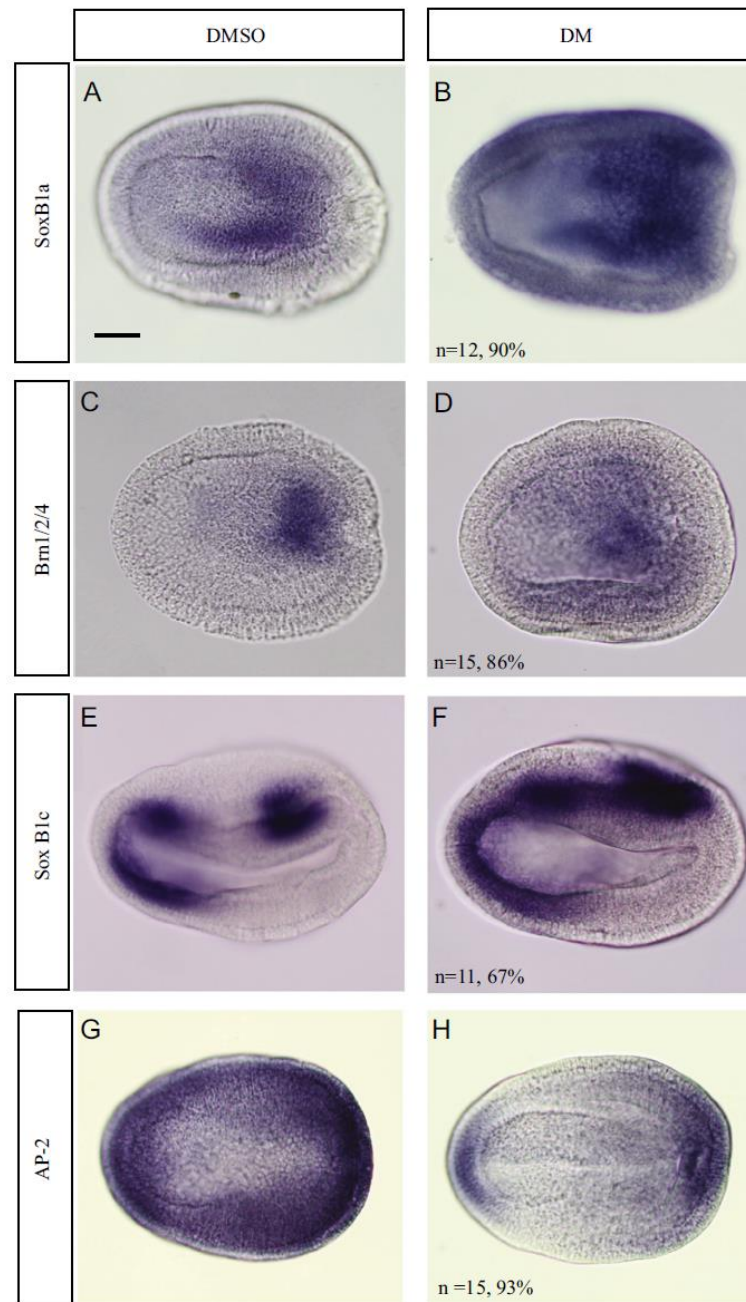 DMSO
DM
SoxB1a
A
B
n=12, 90%
Brn1/2/4
C
D
n=15, 86%
Sox B1c
E
F
n=11, 67%
AP-2
G
H
n =15, 93%